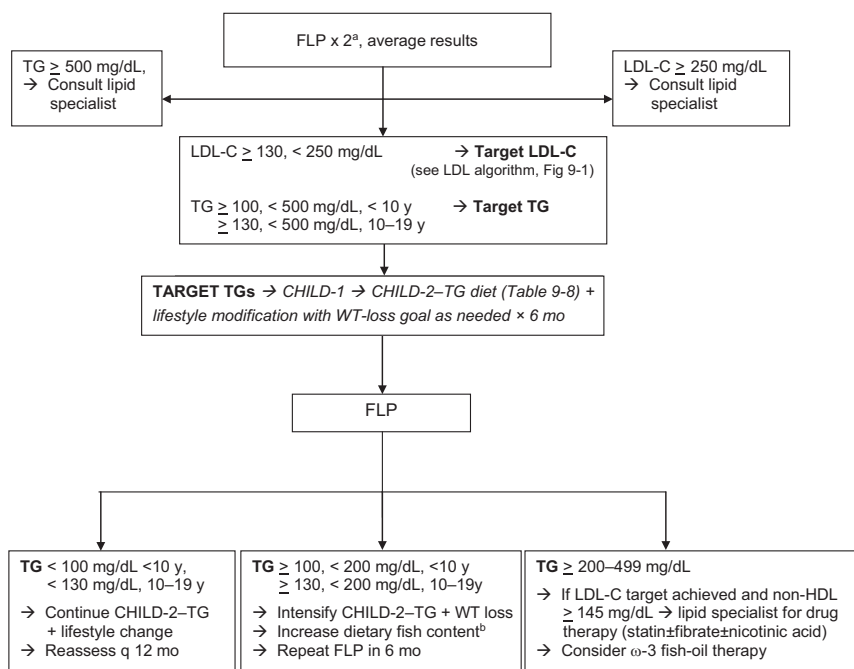 FLP x 2ᵃ, average results
TG ≥ 500 mg/dL,
→ Consult lipid
specialist
LDL-C ≥ 250 mg/dL
→ Consult lipid
specialist
LDL-C ≥ 130, < 250 mg/dL → Target LDL-C
(see LDL algorithm, Fig 9-1)
TG ≥ 100, < 500 mg/dL, < 10 y → Target TG
≥ 130, < 500 mg/dL, 10–19 y
TARGET TGs → CHILD-1 → CHILD-2–TG diet (Table 9-8) +
lifestyle modification with WT-loss goal as needed × 6 mo
FLP
TG < 100 mg/dL <10 y,
< 130 mg/dL, 10–19 y
→ Continue CHILD-2–TG
+ lifestyle change
→ Reassess q 12 mo
TG ≥ 100, < 200 mg/dL, <10 y
≥ 130, < 200 mg/dL, 10–19y
→ Intensify CHILD-2–TG + WT loss
→ Increase dietary fish contentᵇ
→ Repeat FLP in 6 mo
TG ≥ 200–499 mg/dL
→ If LDL-C target achieved and non-HDL
≥ 145 mg/dL → lipid specialist for drug
therapy (statin±fibrate±nicotinic acid)
→ Consider ω-3 fish-oil therapy